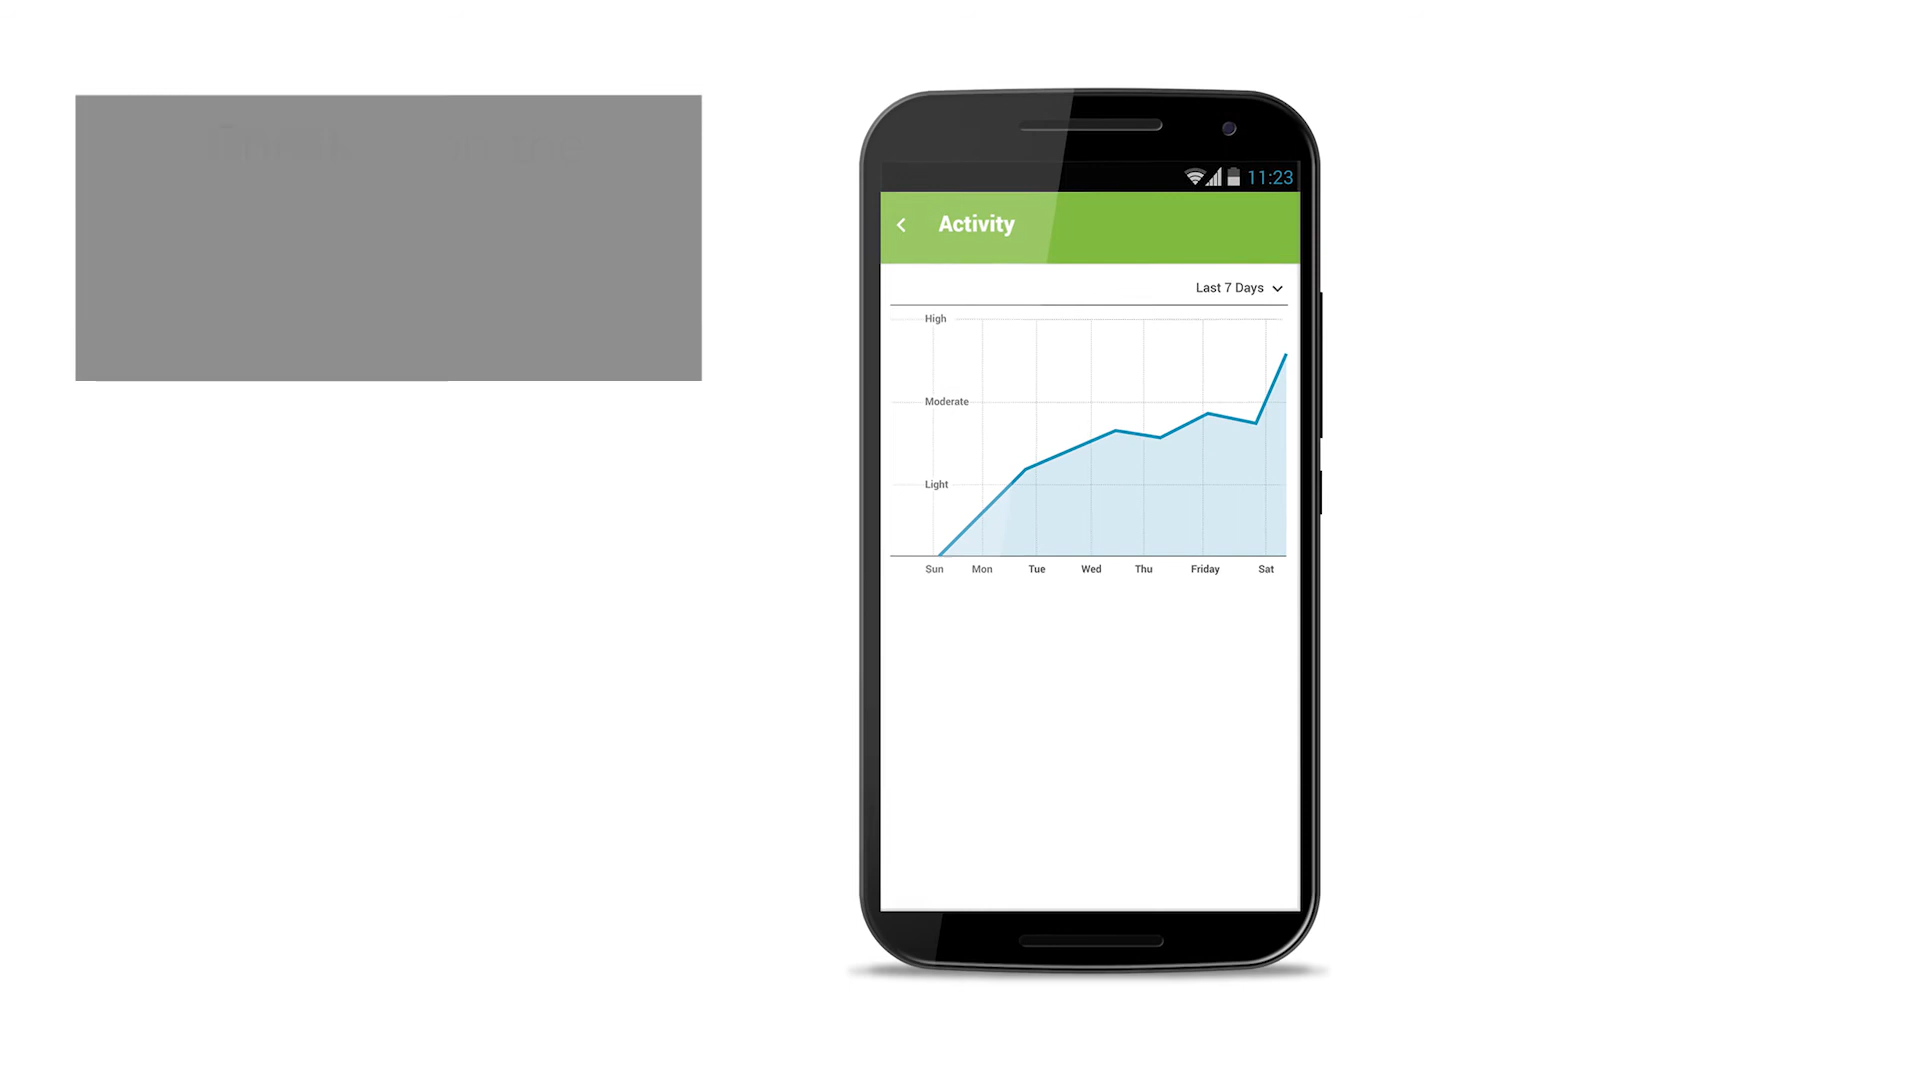 11:23
Activity
Last 7 Days
High
Moderate
Light
Sun Mon Tue Wed Thu Friday Sat